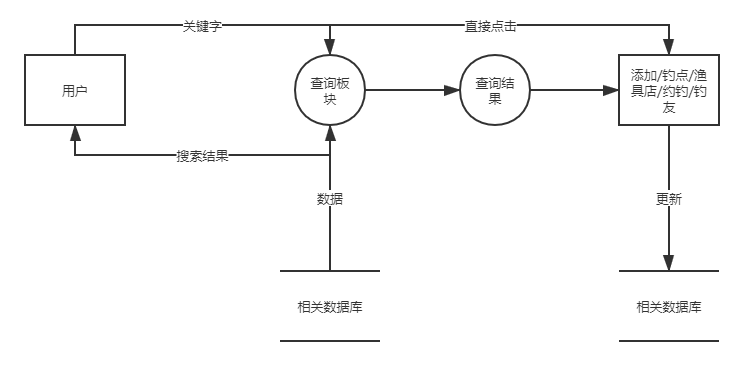 关键字
直接点击
用户
查询板
块
查询结
果
添加/钓点/渔
具店/约钓/钓
友
搜索结果
数据
更新
相关数据库
相关数据库